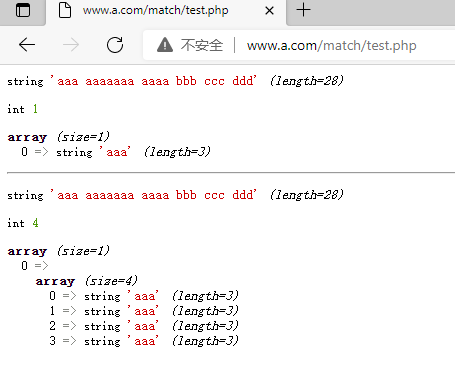 www.a.com/match/test.php
不安全 www.a.com/match/test.php
string 'aaa aaaaaaa aaaa bbb ccc ddd' (length=28)
int 1
array (size=1)
0 => string 'aaa' (length=3)
string 'aaa aaaaaaa aaaa bbb ccc ddd' (length=28)
int 4
array (size=1)
0 =>
array (size=4)
0 => string 'aaa' (length=3)
1 => string 'aaa' (length=3)
2 => string 'aaa' (length=3)
3 => string 'aaa' (length=3)